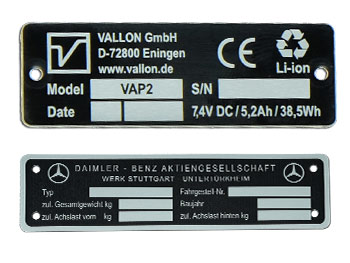 VALLON GmbH
D-72800 Eningen
www.vallon.de
CE
Li-ion
Model VAP2 S/N
Date 7,4V DC / 5,2Ah / 38,5Wh
DAIMLER - BENZ AKTIENGESELLSCHAFT
WERK STUTTGART UNTERTÜRKHEIM
Typ Fahrgestell-Nr.
zul. Gesamtgewicht kg Baujahr
zul. Achslast vorn kg zul. Achslast hinten kg